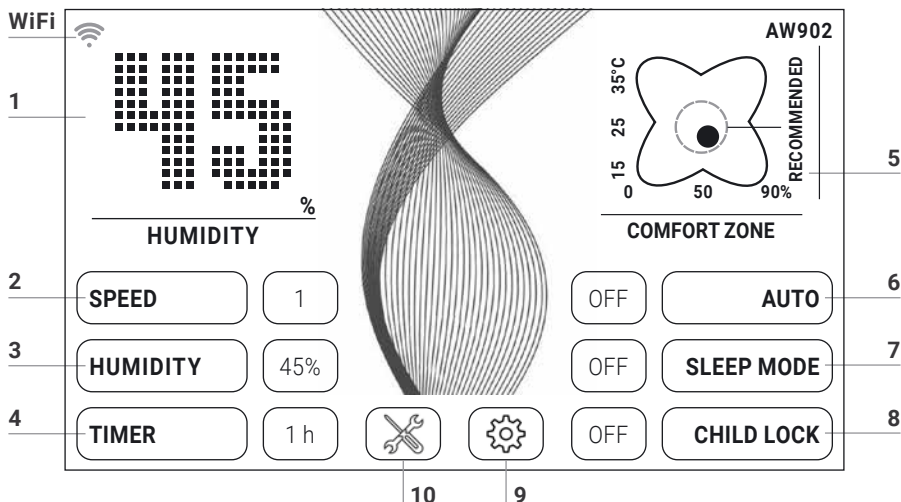 WiFi
AW902
1
45
%
HUMIDITY
35°C
25
15
0 50 90%
RECOMMENDED
5
COMFORT ZONE
2
SPEED 1
OFF AUTO
6
3
HUMIDITY 45%
OFF SLEEP MODE
7
4
TIMER 1 h
OFF CHILD LOCK
8
10 9